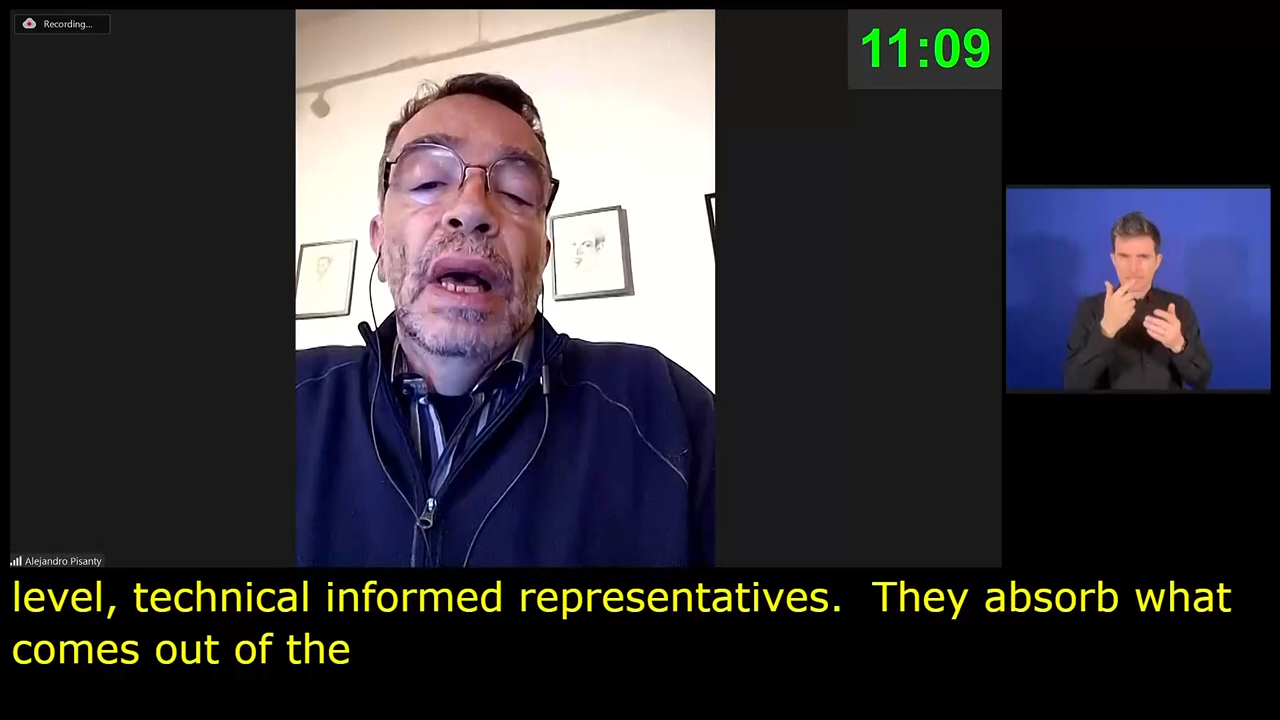 Recording...
11:09
Alejandro Pisanty
level, technical informed representatives.  They absorb what
comes out of the